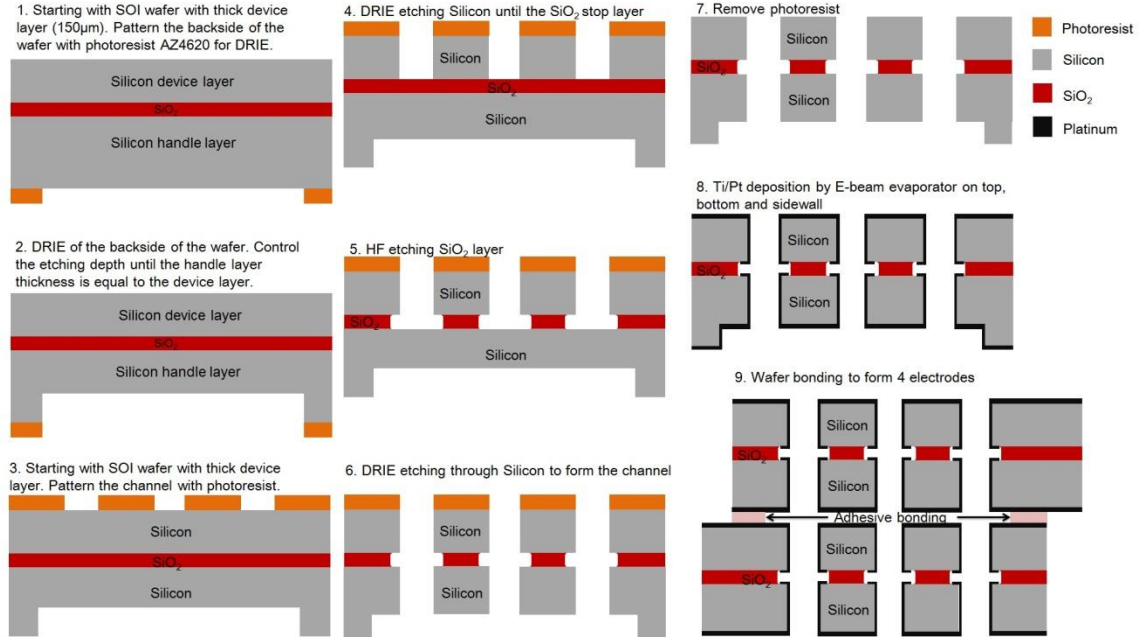 1. Starting with SOI wafer with thick device
layer (150µm). Pattern the backside of the
wafer with photoresist AZ4620 for DRIE.
Silicon device layer
SiO2
Silicon handle layer
2. DRIE of the backside of the wafer. Control
the etching depth until the handle layer
thickness is equal to the device layer.
Silicon device layer
SiO2
Silicon handle layer
3. Starting with SOI wafer with thick device
layer. Pattern the channel with photoresist.
Silicon
SiO2
Silicon
4. DRIE etching Silicon until the SiO2 stop layer
Silicon
SiO2
Silicon
5. HF etching SiO2 layer
Silicon
SiO2
Silicon
6. DRIE etching through Silicon to form the channel
Silicon
SiO2
Silicon
7. Remove photoresist
Silicon
SiO2
Silicon
8. Ti/Pt deposition by E-beam evaporator on top,
bottom and sidewall
Silicon
SiO2
Silicon
9. Wafer bonding to form 4 electrodes
Silicon
SiO2
Silicon
Adhesive bonding
Silicon
SiO2
Silicon
Photoresist
Silicon
SiO2
Platinum